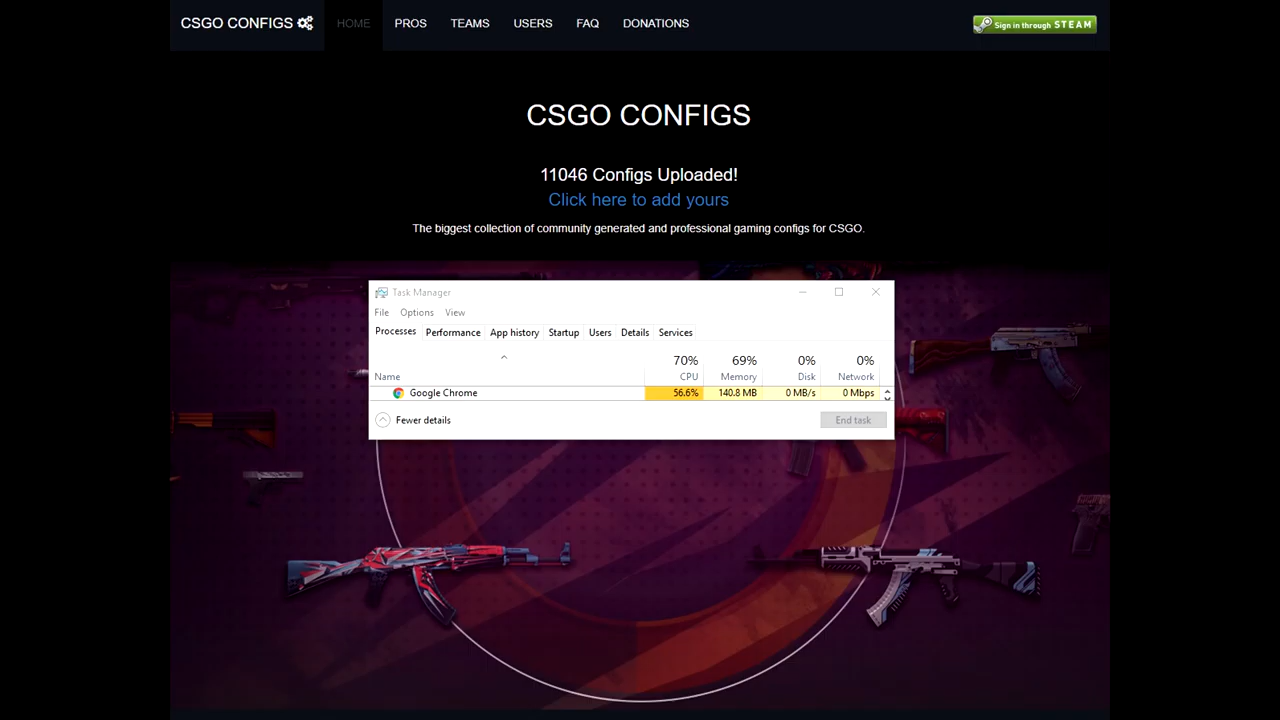 CSGO CONFIGS HOME PROS TEAMS USERS FAQ DONATIONS Sign in through STEAM
CSGO CONFIGS
11046 Configs Uploaded!
Click here to add yours
The biggest collection of community generated and professional gaming configs for CSGO.
Task Manager
File Options View
Processes Performance App history Startup Users Details Services
70% 69% 0% 0%
Name CPU Memory Disk Network
Google Chrome 56.6% 140.8 MB 0 MB/s 0 Mbps
Fewer details End task